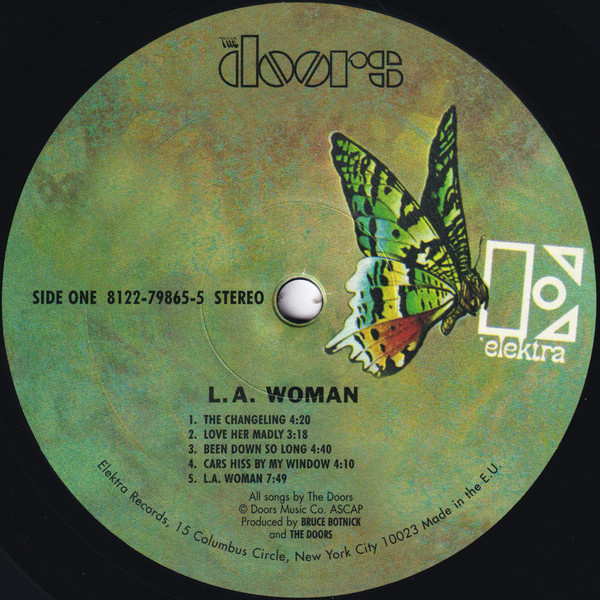 THE doors
SIDE ONE 8122-79865-5 STEREO
elektra
L.A. WOMAN
1. THE CHANGELING 4:20
2. LOVE HER MADLY 3:18
3. BEEN DOWN SO LONG 4:40
4. CARS HISS BY MY WINDOW 4:10
5. L.A. WOMAN 7:49
All songs by The Doors
© Doors Music Co. ASCAP
Produced by BRUCE BOTNICK
and THE DOORS
Elektra Records, 15 Columbus Circle, New York City 10023 Made in the E.U.